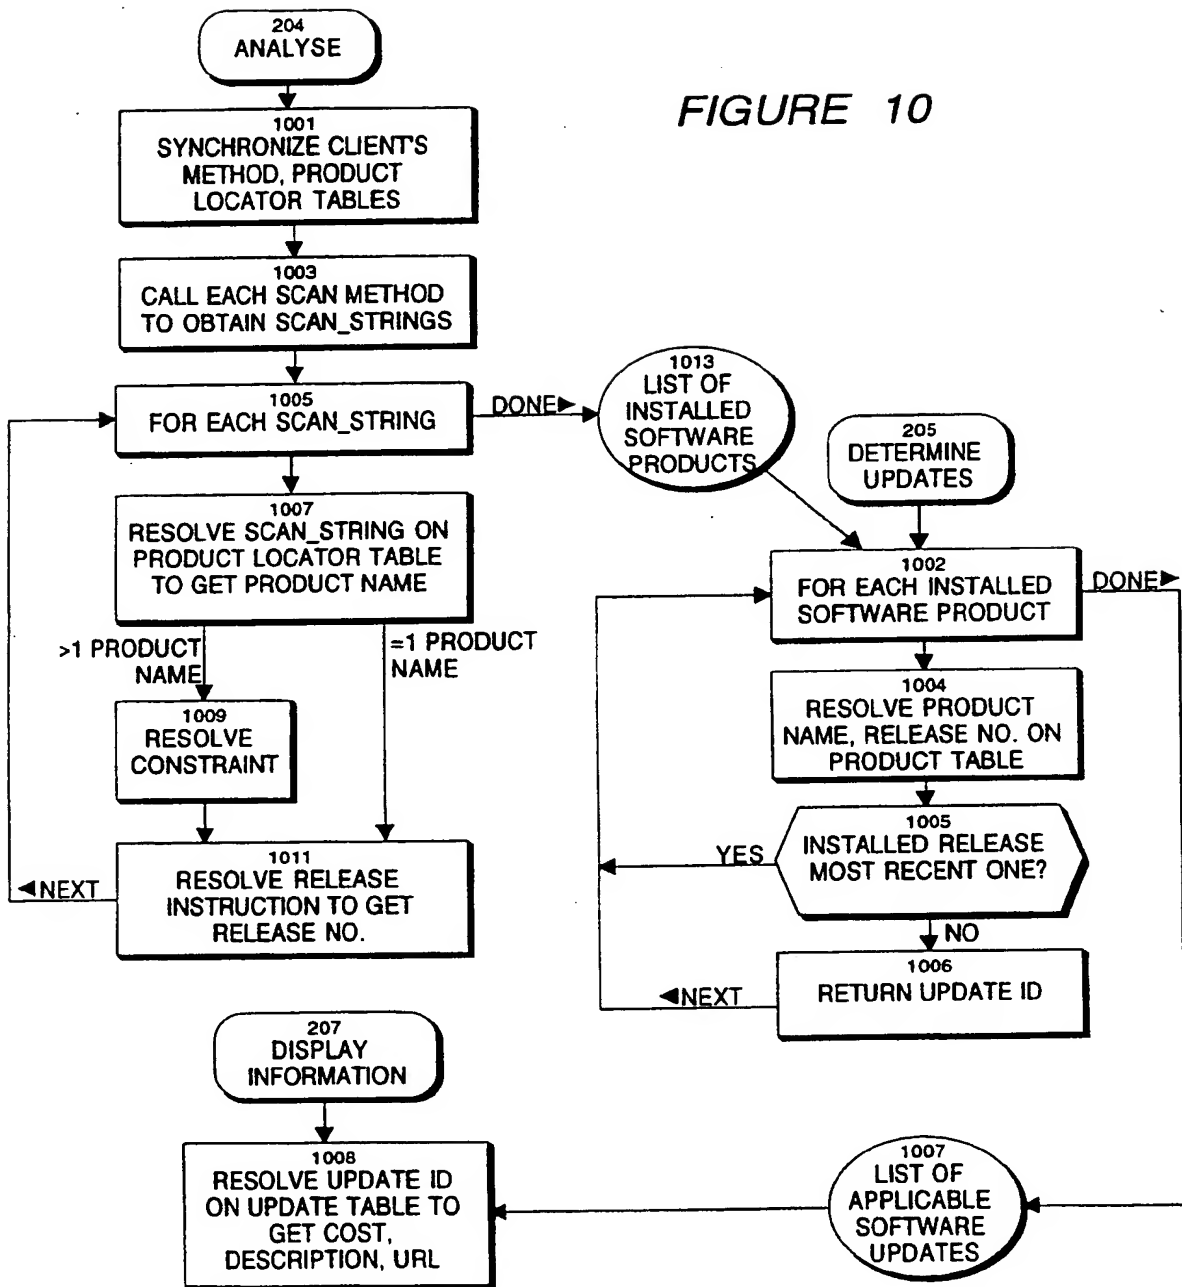 204
ANALYSE
FIGURE 10
1001
SYNCHRONIZE CLIENT'S
METHOD, PRODUCT
LOCATOR TABLES
1003
CALL EACH SCAN METHOD
TO OBTAIN SCAN_STRINGS
1005
FOR EACH SCAN_STRING
DONE
1013
LIST OF
INSTALLED
SOFTWARE
PRODUCTS
1007
RESOLVE SCAN_STRING ON
PRODUCT LOCATOR TABLE
TO GET PRODUCT NAME
>1 PRODUCT
NAME
=1 PRODUCT
NAME
1009
RESOLVE
CONSTRAINT
1011
RESOLVE RELEASE
INSTRUCTION TO GET
RELEASE NO.
NEXT
205
DETERMINE
UPDATES
1002
FOR EACH INSTALLED
SOFTWARE PRODUCT
DONE
1004
RESOLVE PRODUCT
NAME, RELEASE NO. ON
PRODUCT TABLE
1005
INSTALLED RELEASE
MOST RECENT ONE?
YES
NO
1006
RETURN UPDATE ID
NEXT
207
DISPLAY
INFORMATION
1008
RESOLVE UPDATE ID
ON UPDATE TABLE TO
GET COST,
DESCRIPTION, URL
1007
LIST OF
APPLICABLE
SOFTWARE
UPDATES